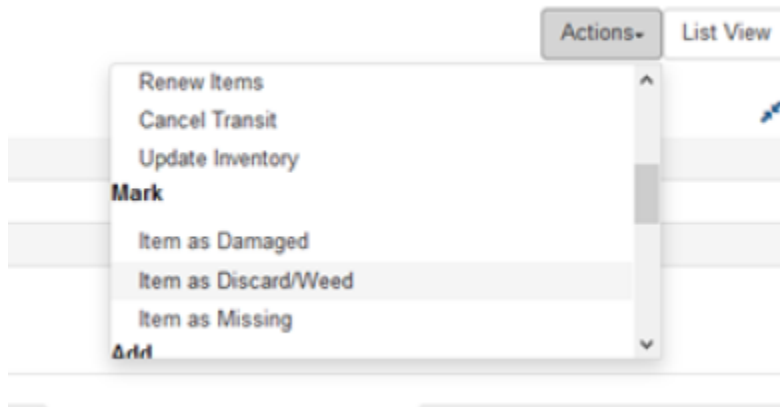 Actions List View
Renew Items
Cancel Transit
Update Inventory
Mark
Item as Damaged
Item as Discard/Weed
Item as Missing
Add